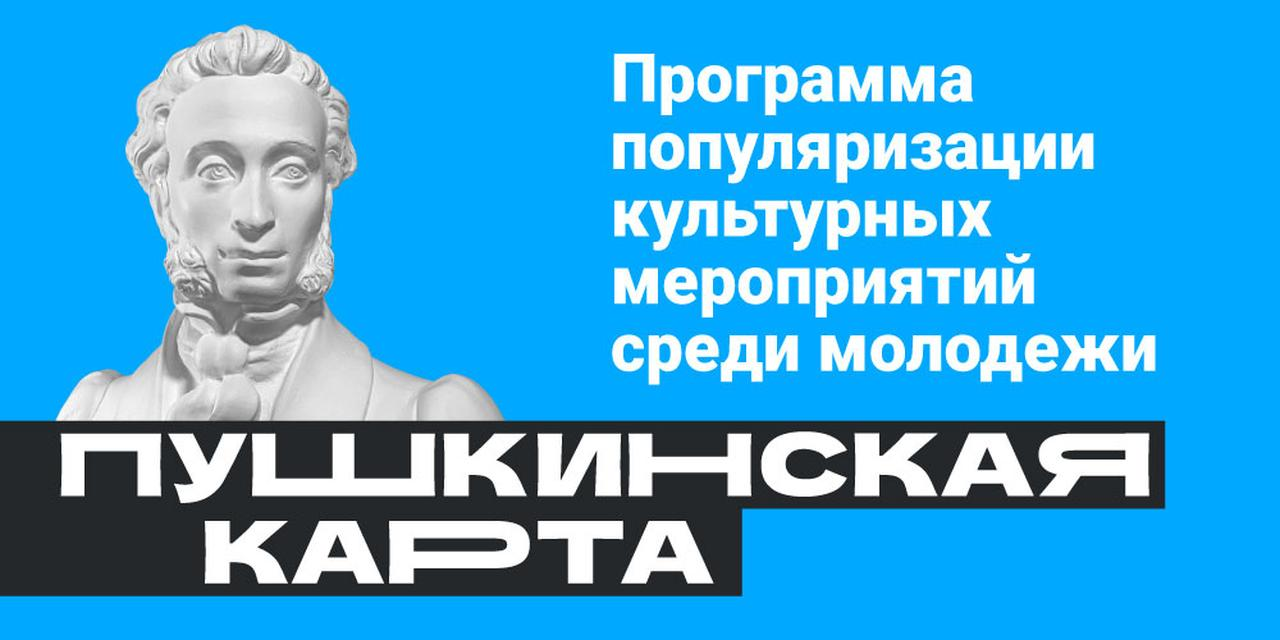 Программа
популяризации
культурных
мероприятий
среди молодежи
ПУШКИНСКАЯ
КАРТА